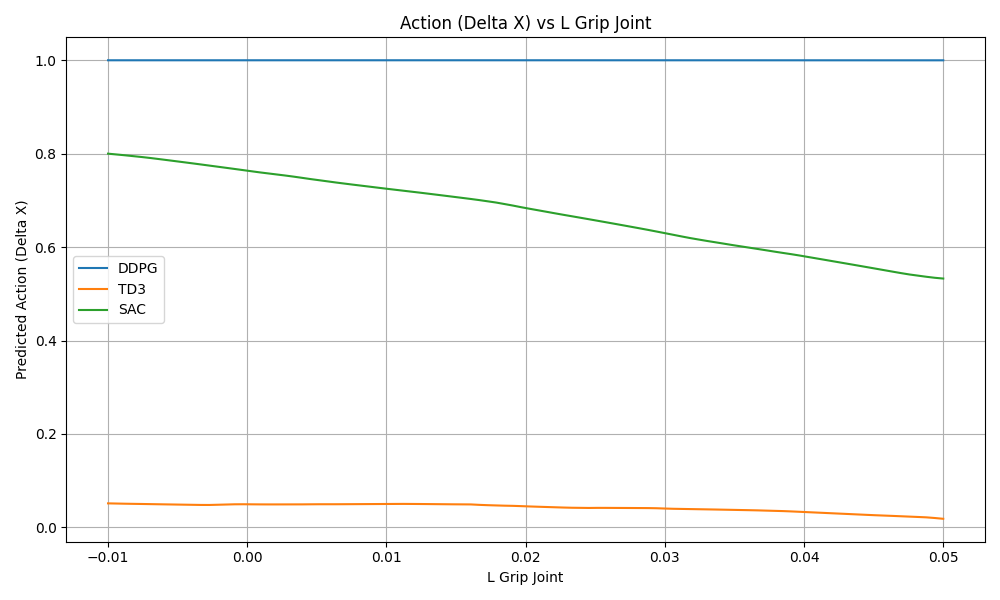 Action (Delta X) vs L Grip Joint
Predicted Action (Delta X)
1.0
0.8
0.6
0.4
0.2
0.0
DDPG
TD3
SAC
−0.01
0.00
0.01
0.02
0.03
0.04
0.05
L Grip Joint